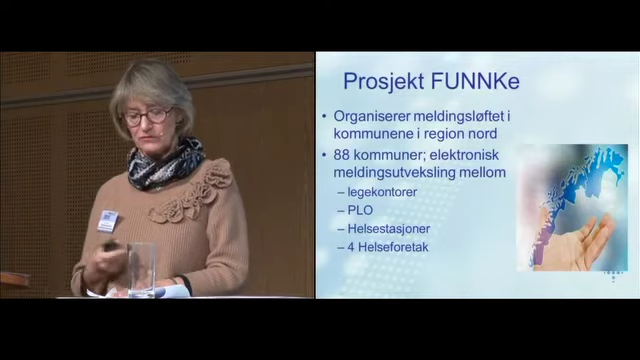 Prosjekt FUNNKe
• Organiserer meldingsløftet i
kommunene i region nord
• 88 kommuner; elektronisk
meldingsutveksling mellom
– legekontorer
– PLO
– Helsestasjoner
– 4 Helseforetak